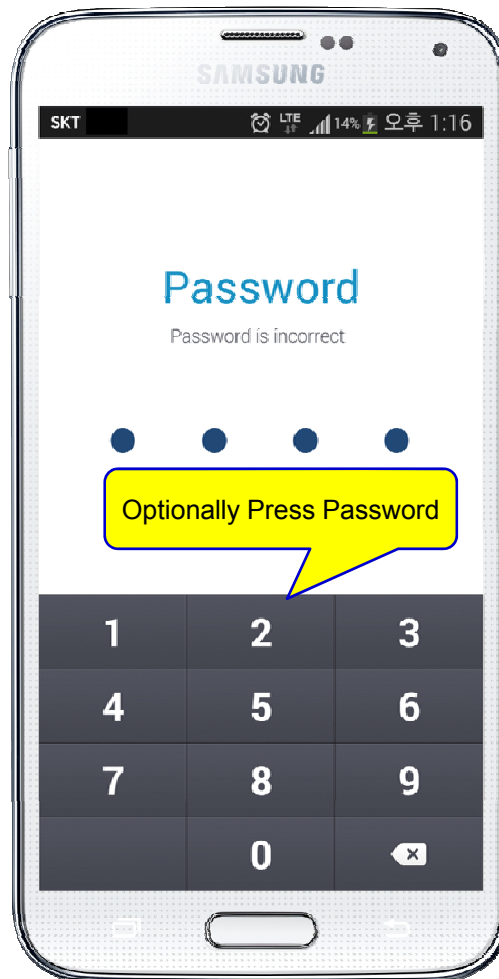 SAMSUNG
SKT LTE 14% 오후 1:16
Password
Password is incorrect
Optionally Press Password
1 2 3
4 5 6
7 8 9
0